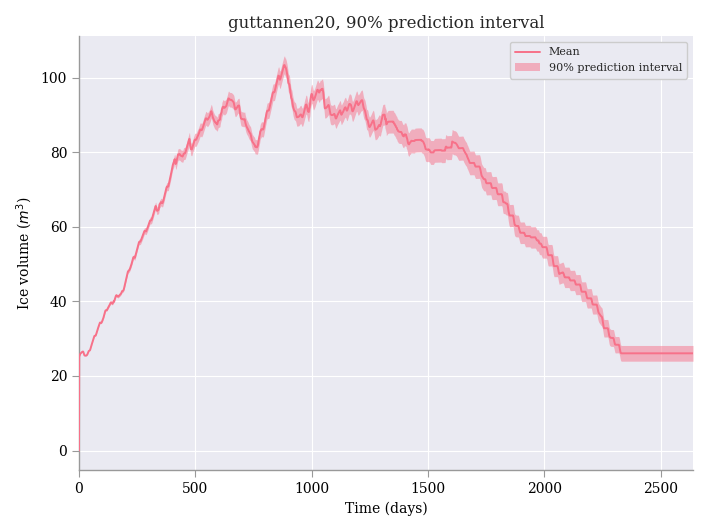 guttannen20, 90% prediction interval
Mean
90% prediction interval
Ice volume (m³)
100
80
60
40
20
0
0 500 1000 1500 2000 2500
Time (days)